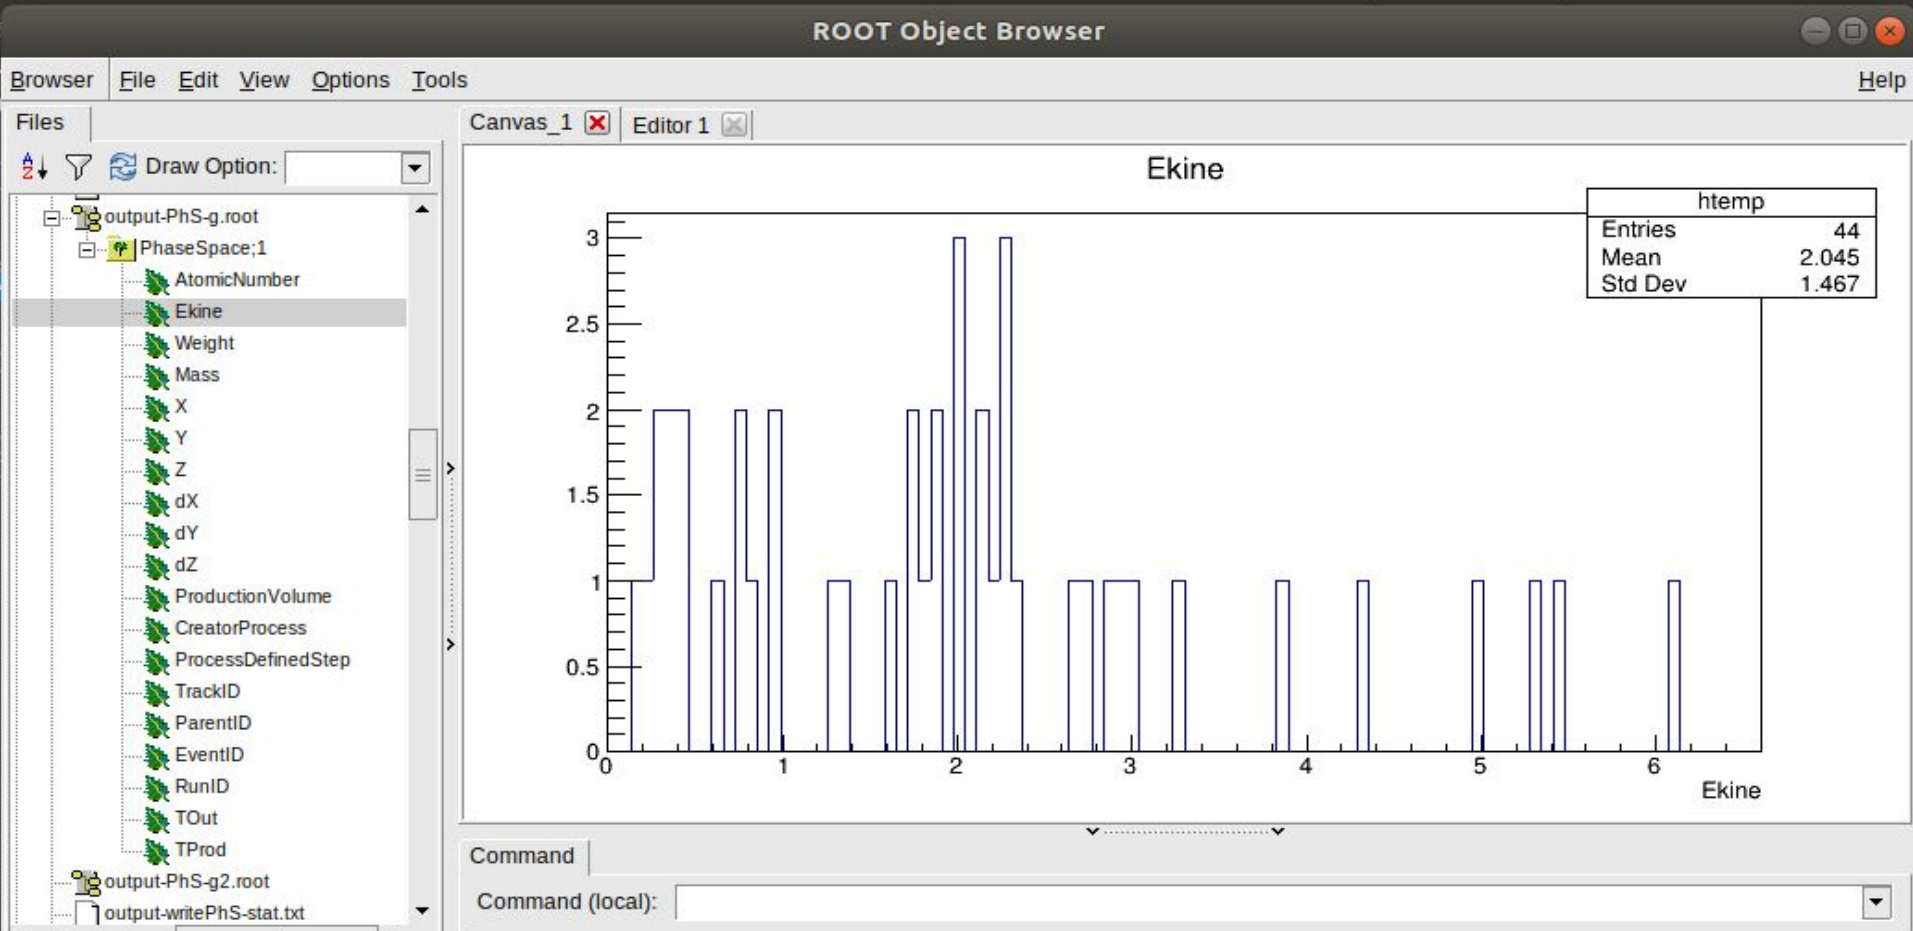 ROOT Object Browser
Browser File Edit View Options Tools Help
Files
Draw Option:
output-PhS-g.root
PhaseSpace;1
AtomicNumber
Ekine
Weight
Mass
X
Y
Z
dX
dY
dZ
ProductionVolume
CreatorProcess
ProcessDefinedStep
TrackID
ParentID
EventID
RunID
TOut
TProd
output-PhS-g2.root
output-writePhS-stat.txt
Canvas_1 Editor 1
Ekine
htemp
Entries 44
Mean 2.045
Std Dev 1.467
3
2.5
2
1.5
1
0.5
0
0 1 2 3 4 5 6
Ekine
Command
Command (local):